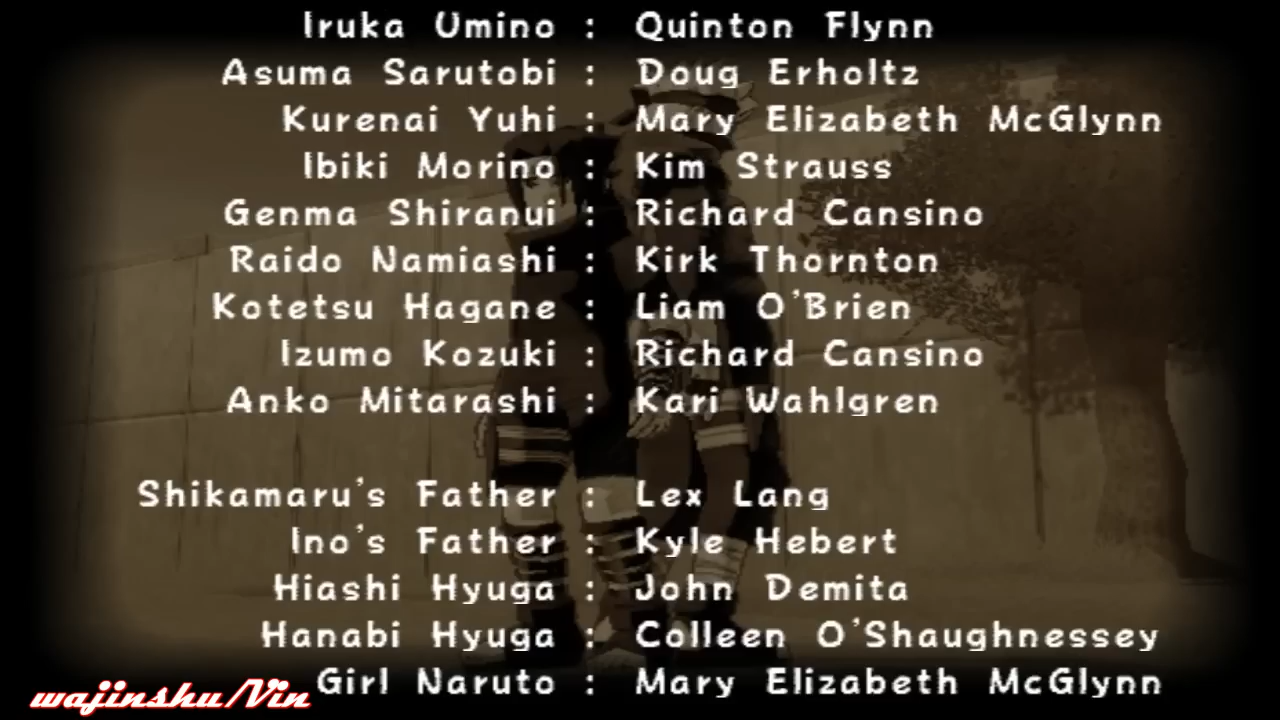 Iruka Umino : Quinton Flynn
Asuma Sarutobi : Doug Erholtz
Kurenai Yuhi : Mary Elizabeth McGlynn
Ibiki Morino : Kim Strauss
Genma Shiranui : Richard Cansino
Raido Namiashi : Kirk Thornton
Kotetsu Hagane : Liam O'Brien
Izumo Kozuki : Richard Cansino
Anko Mitarashi : Kari Wahlgren
Shikamaru's Father : Lex Lang
Ino's Father : Kyle Hebert
Hiashi Hyuga : John Demita
Hanabi Hyuga : Colleen O'Shaughnessey
Girl Naruto : Mary Elizabeth McGlynn
wajinshu/Vin